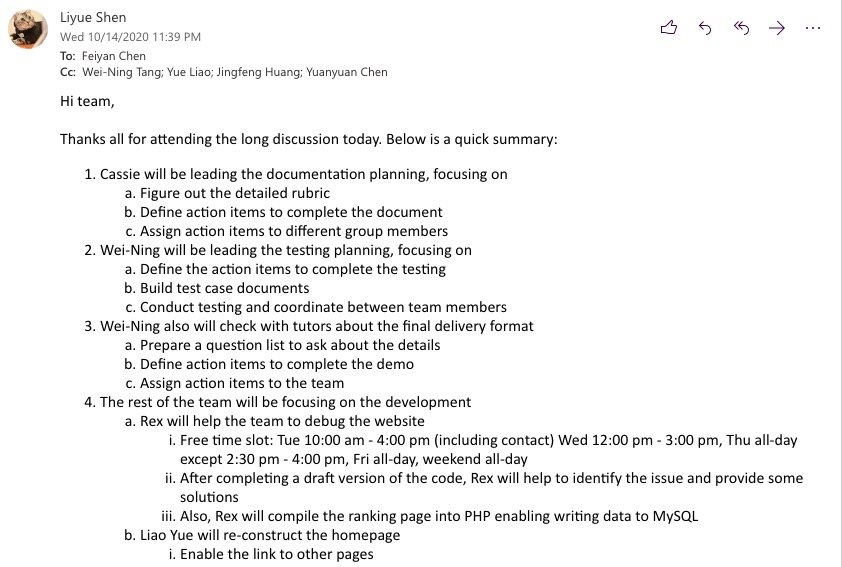 Liyue Shen
Wed 10/14/2020 11:39 PM
To: Feiyan Chen
Cc: Wei-Ning Tang; Yue Liao; Jingfeng Huang; Yuanyuan Chen
Hi team,
Thanks all for attending the long discussion today. Below is a quick summary:
1. Cassie will be leading the documentation planning, focusing on
a. Figure out the detailed rubric
b. Define action items to complete the document
c. Assign action items to different group members
2. Wei-Ning will be leading the testing planning, focusing on
a. Define the action items to complete the testing
b. Build test case documents
c. Conduct testing and coordinate between team members
3. Wei-Ning also will check with tutors about the final delivery format
a. Prepare a question list to ask about the details
b. Define action items to complete the demo
c. Assign action items to the team
4. The rest of the team will be focusing on the development
a. Rex will help the team to debug the website
i. Free time slot: Tue 10:00 am - 4:00 pm (including contact) Wed 12:00 pm - 3:00 pm, Thu all-day
except 2:30 pm - 4:00 pm, Fri all-day, weekend all-day
ii. After completing a draft version of the code, Rex will help to identify the issue and provide some
solutions
iii. Also, Rex will compile the ranking page into PHP enabling writing data to MySQL
b. Liao Yue will re-construct the homepage
i. Enable the link to other pages